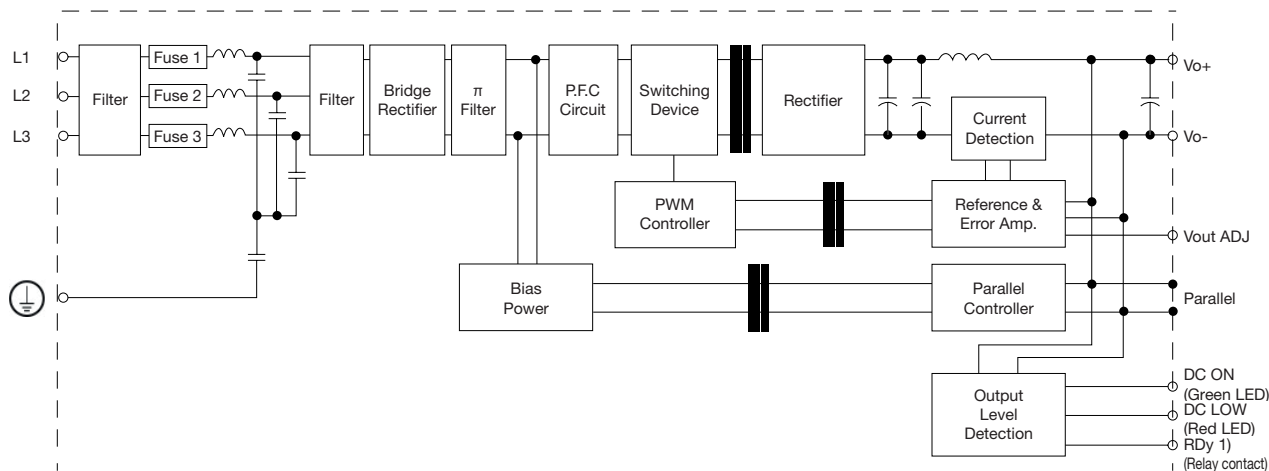 L1
L2
L3
Filter
Fuse 1
Fuse 2
Fuse 3
Filter
Bridge
Rectifier
π
Filter
P.F.C
Circuit
Switching
Device
Rectifier
Current
Detection
Vo+
Vo-
PWM
Controller
Reference &
Error Amp.
Vout ADJ
Bias
Power
Parallel
Controller
Parallel
Output
Level
Detection
DC ON
(Green LED)
DC LOW
(Red LED)
RDy 1)
(Relay contact)